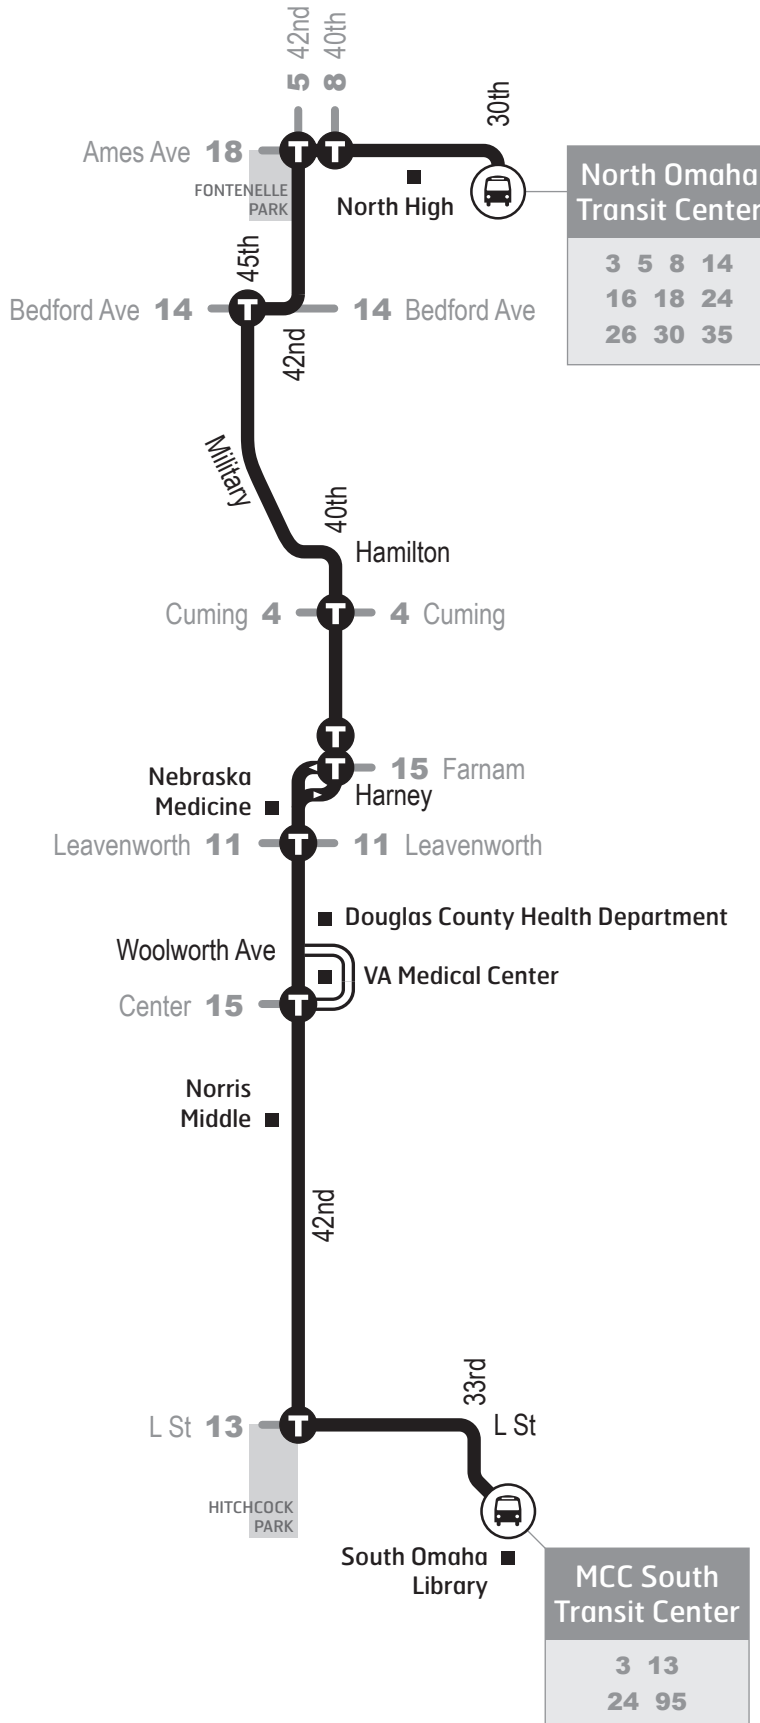 5 42nd
8 40th
30th
Ames Ave 18
T T
FONTENELLE
PARK
North High
North Omaha
Transit Center
3 5 8 14
16 18 24
26 30 35
45th
Bedford Ave 14
T
14 Bedford Ave
42nd
Military
40th
Hamilton
Cuming 4
T
4 Cuming
T
T
15 Farnam
Nebraska
Medicine
Harney
Leavenworth 11
T
11 Leavenworth
Douglas County Health Department
Woolworth Ave
VA Medical Center
Center 15
T
Norris
Middle
42nd
33rd
L St 13
T
L St
HITCHCOCK
PARK
South Omaha
Library
MCC South
Transit Center
3 13
24 95